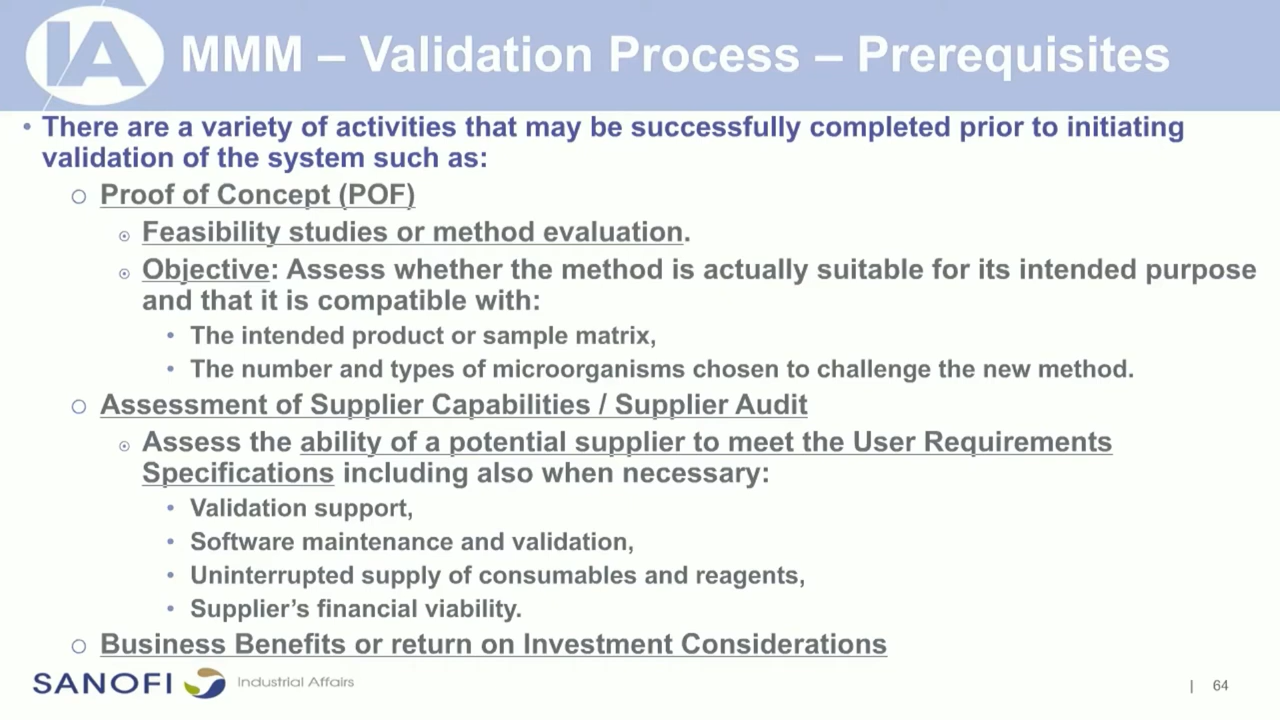 IA MMM – Validation Process – Prerequisites
• There are a variety of activities that may be successfully completed prior to initiating
validation of the system such as:
○ Proof of Concept (POF)
⦿ Feasibility studies or method evaluation.
⦿ Objective: Assess whether the method is actually suitable for its intended purpose
and that it is compatible with:
• The intended product or sample matrix,
• The number and types of microorganisms chosen to challenge the new method.
○ Assessment of Supplier Capabilities / Supplier Audit
⦿ Assess the ability of a potential supplier to meet the User Requirements
Specifications including also when necessary:
• Validation support,
• Software maintenance and validation,
• Uninterrupted supply of consumables and reagents,
• Supplier’s financial viability.
○ Business Benefits or return on Investment Considerations
SANOFI Industrial Affairs | 64